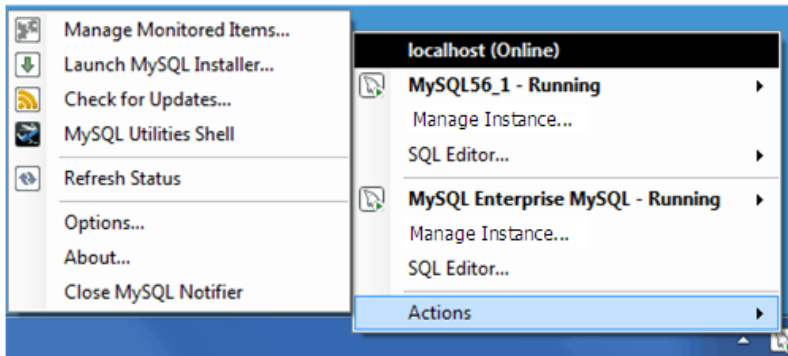 Manage Monitored Items...
Launch MySQL Installer...
Check for Updates...
MySQL Utilities Shell
Refresh Status
Options...
About...
Close MySQL Notifier
localhost (Online)
MySQL56_1 - Running
Manage Instance...
SQL Editor...
MySQL Enterprise MySQL - Running
Manage Instance...
SQL Editor...
Actions